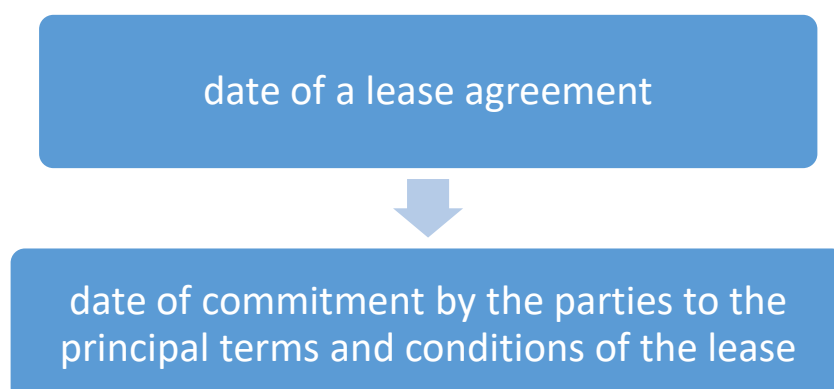 date of a lease agreement
date of commitment by the parties to the
principal terms and conditions of the lease